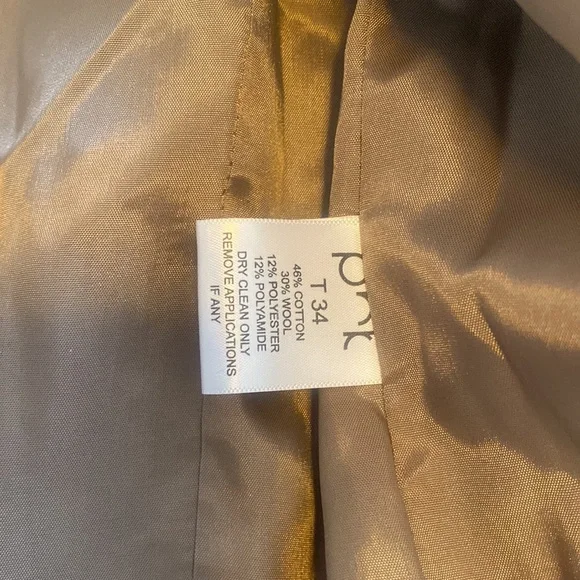 T 34
46% COTTON
30% WOOL
12% POLYESTER
12% POLYAMIDE
DRY CLEAN ONLY
REMOVE APPLICATIONS
IF ANY